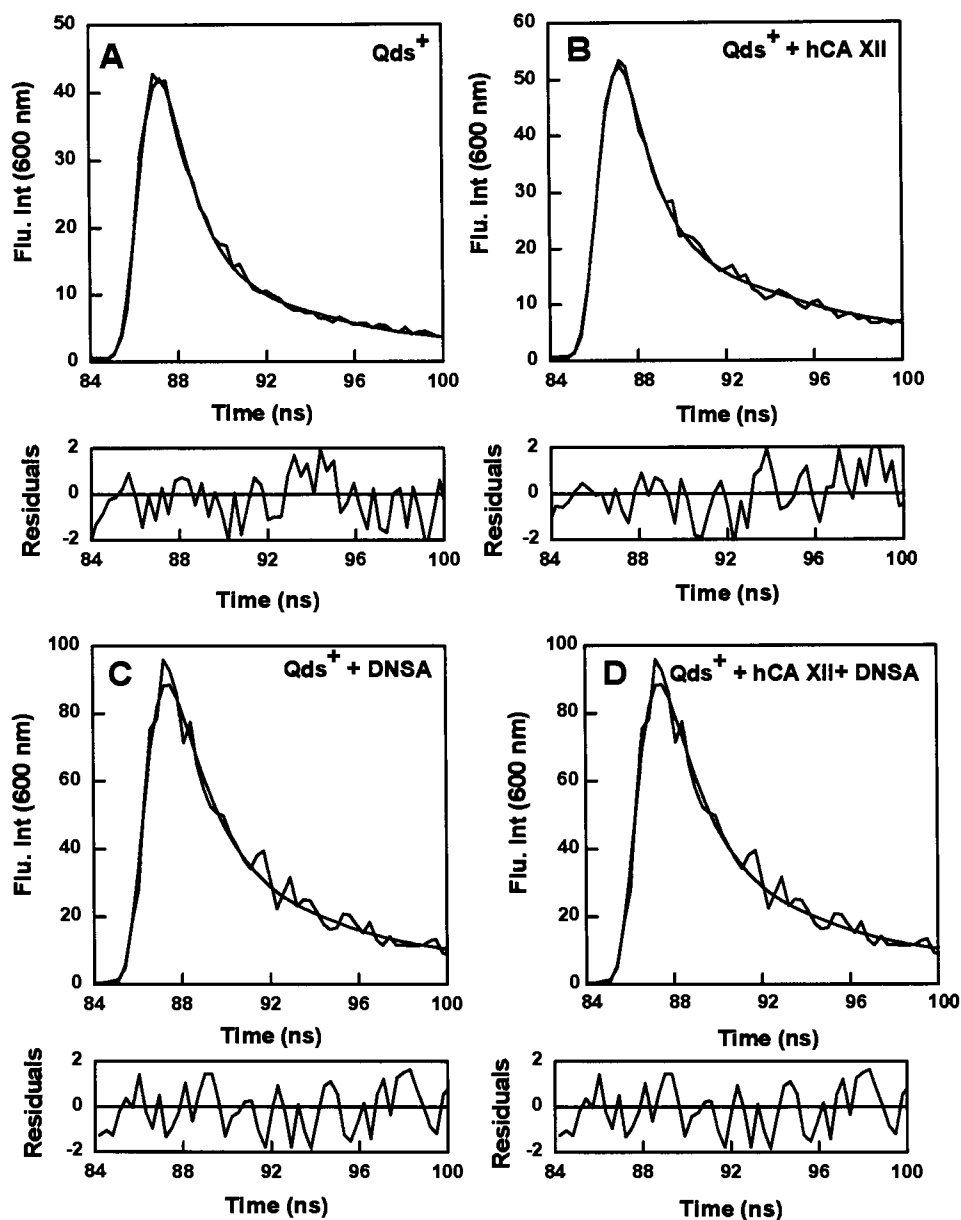 A
Qds+
Flu. Int (600 nm)
50
40
30
20
10
0
84 88 92 96 100
Time (ns)
Residuals
2
0
-2
84 88 92 96 100
Time (ns)
B
Qds+ + hCA XII
Flu. Int (600 nm)
60
50
40
30
20
10
0
84 88 92 96 100
Time (ns)
Residuals
2
0
-2
84 88 92 96 100
Time (ns)
C
Qds+ + DNSA
Flu. Int (600 nm)
100
80
60
40
20
0
84 88 92 96 100
Time (ns)
Residuals
2
0
-2
84 88 92 96 100
Time (ns)
D
Qds+ + hCA XII+ DNSA
Flu. Int (600 nm)
100
80
60
40
20
0
84 88 92 96 100
Time (ns)
Residuals
2
0
-2
84 88 92 96 100
Time (ns)